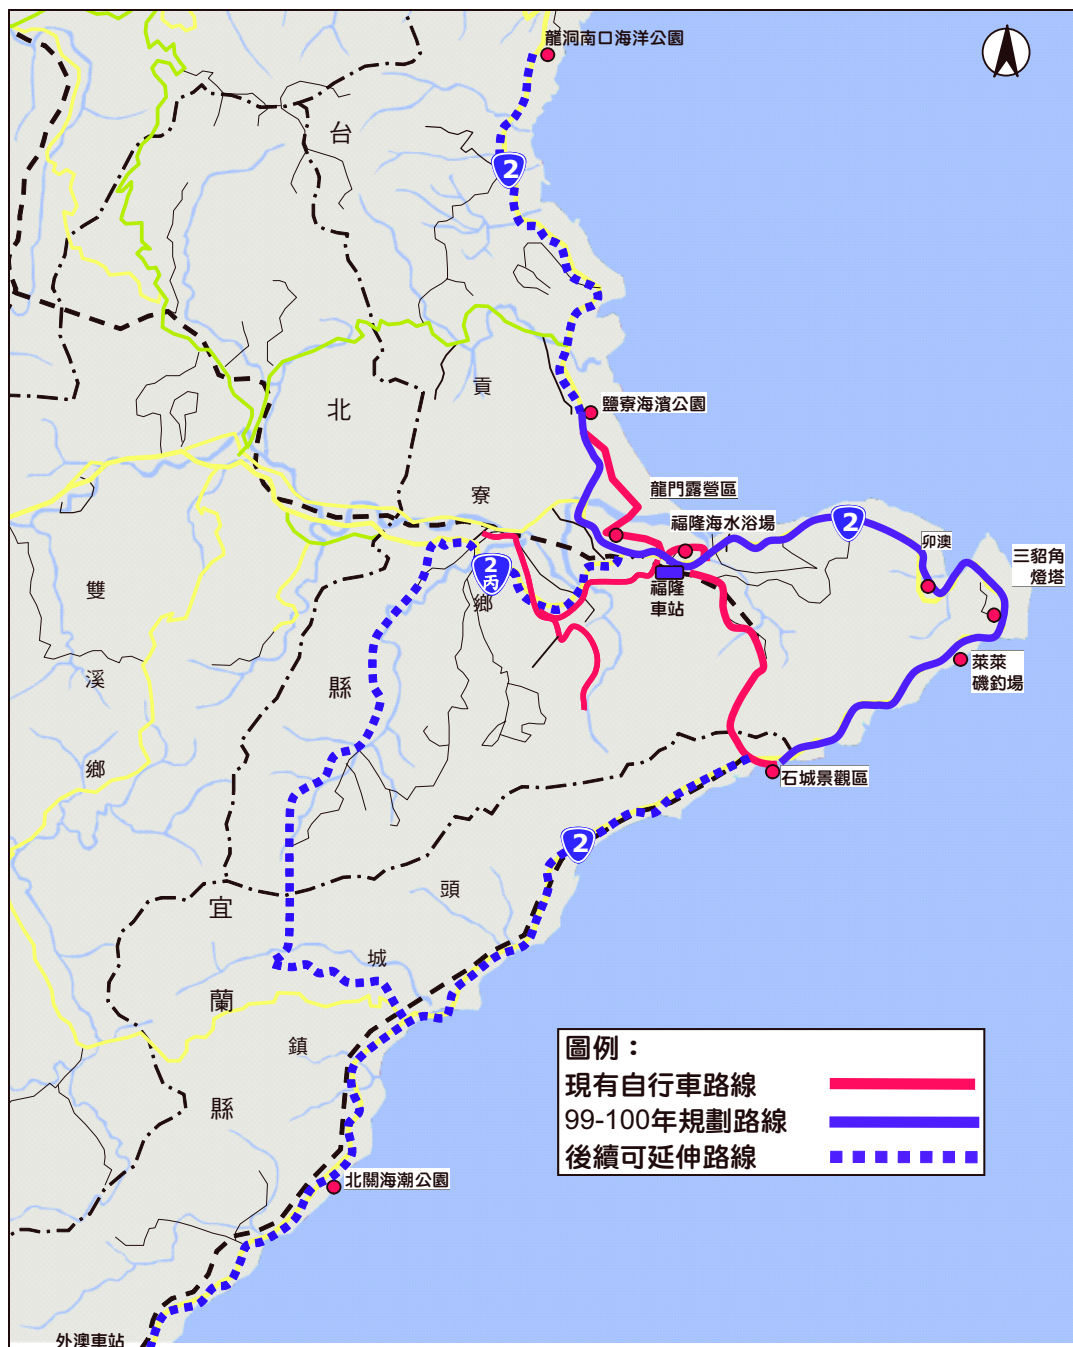 龍洞南口海洋公園
台
2
北
貢
鹽寮海濱公園
寮
龍門露營區
福隆海水浴場
2
卯澳
三貂角
燈塔
2
丙
福隆
車站
鄉
雙
溪
鄉
縣
萊萊
磯釣場
石城景觀區
2
頭
宜
城
蘭
鎮
縣
圖例：
現有自行車路線
99-100年規劃路線
後續可延伸路線
北關海潮公園
外澳車站